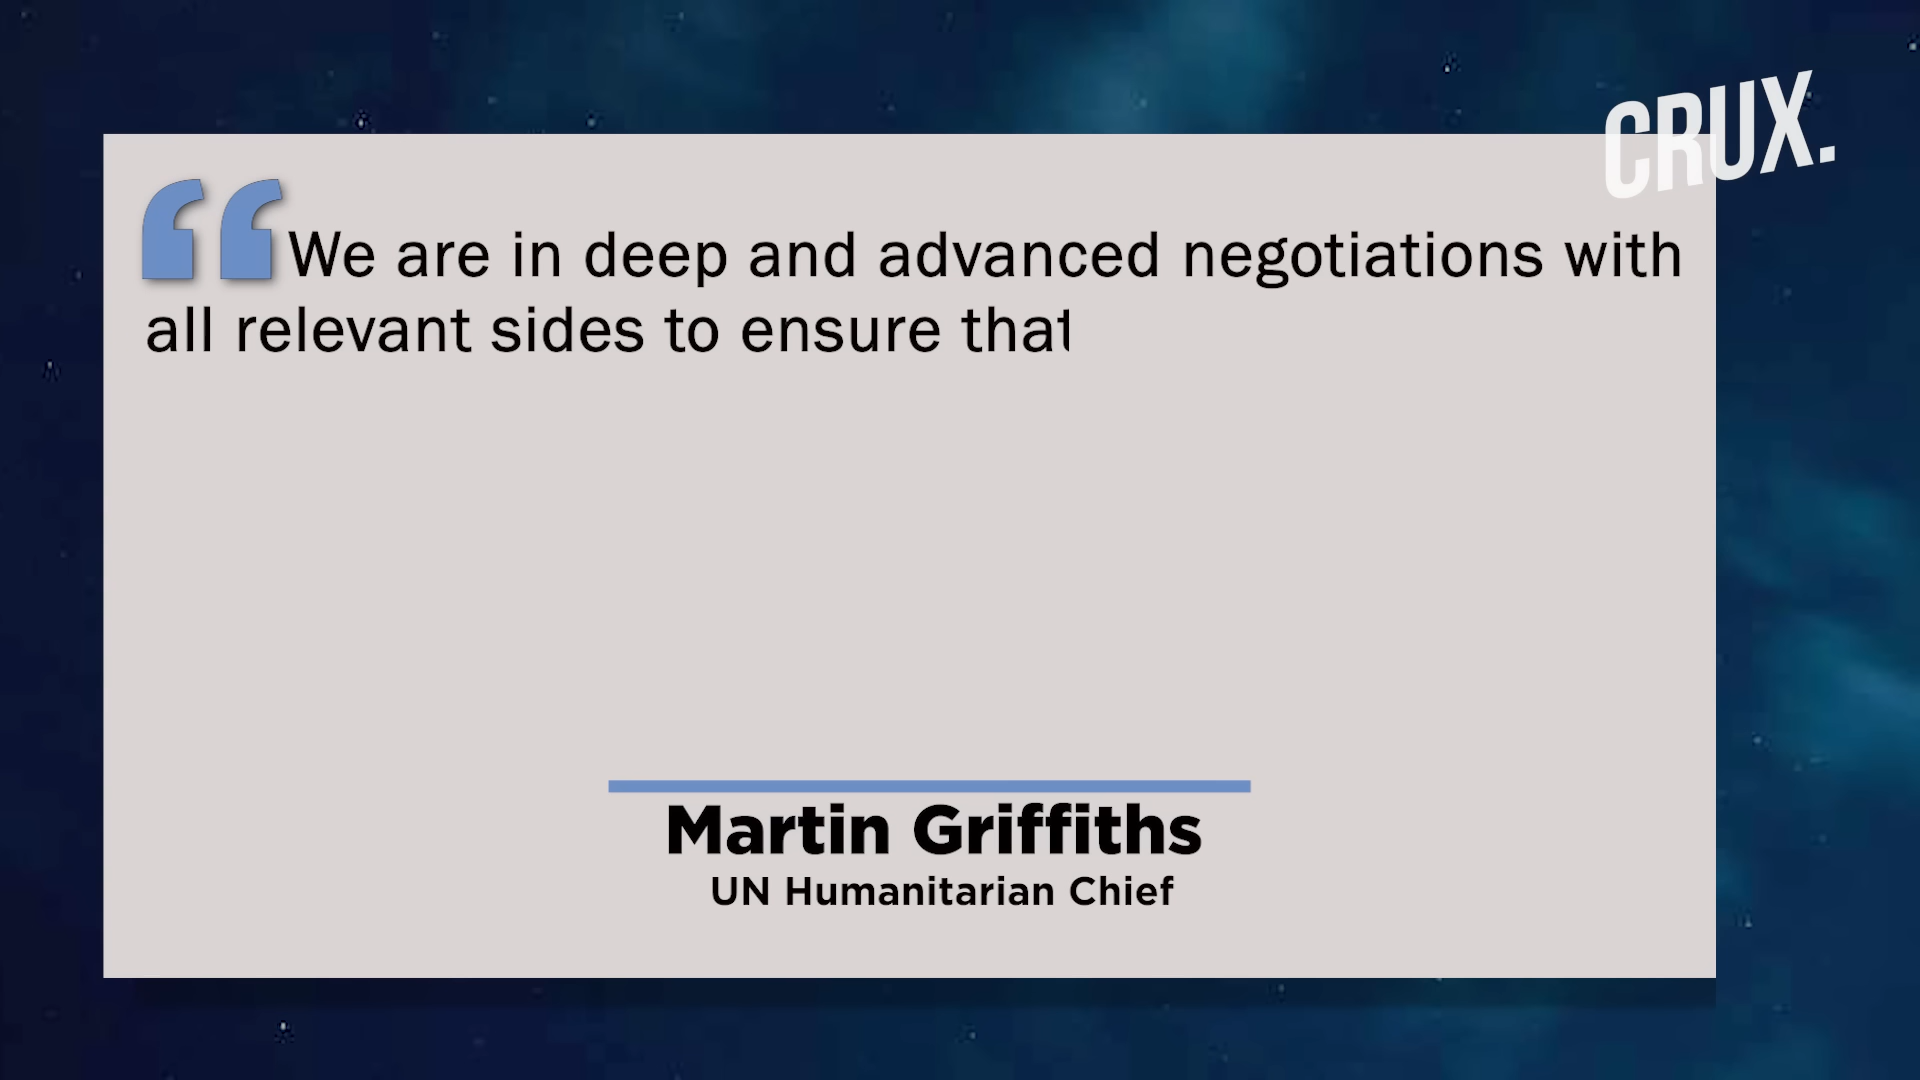 CRUX.
“We are in deep and advanced negotiations with
all relevant sides to ensure that
Martin Griffiths
UN Humanitarian Chief